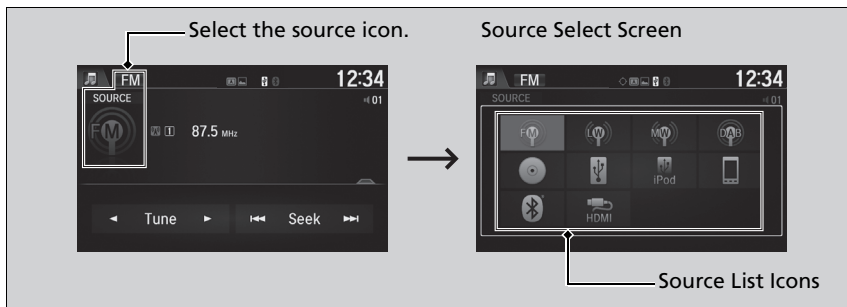 Select the source icon.
Source Select Screen
FM
12:34
SOURCE
01
FM
1 87.5 MHz
Tune
Seek
FM
12:34
SOURCE
01
FM
LW
MW
DAB
iPod
HDMI
Source List Icons